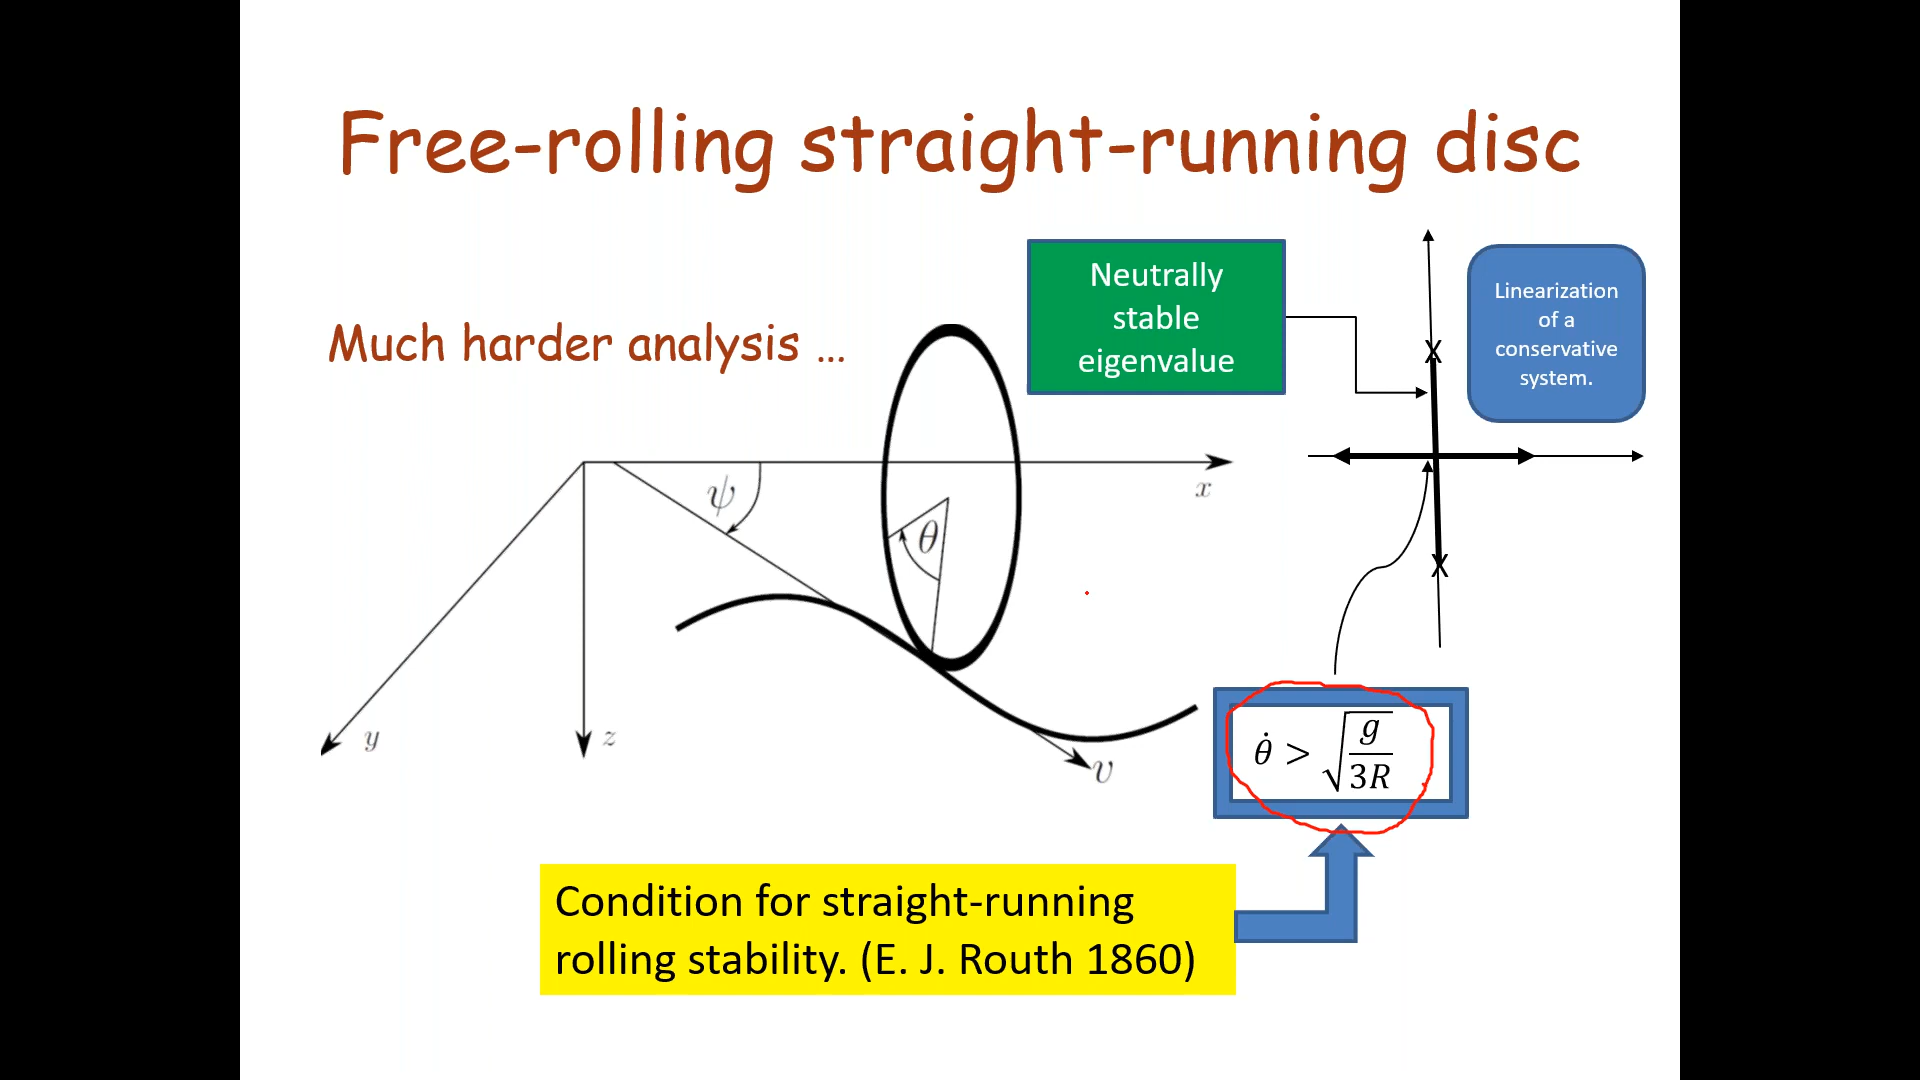 Free-rolling straight-running disc
Much harder analysis ...
Neutrally
stable
eigenvalue
Linearization
of a
conservative
system.
X
X
x
ψ
θ
y
z
v
θ̇ > √(g/3R)
Condition for straight-running
rolling stability. (E. J. Routh 1860)